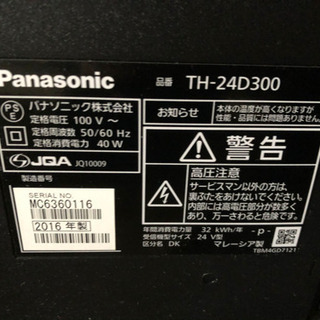 Panasonic
品番 TH-24D300
PS E
パナソニック株式会社
定格電圧 100 V ~
定格周波数 50/60 Hz
定格消費電力 40 W
お知らせ
本体の温度が高くなりますが
性能・品質には問題ありません。
JQA JQ10009
製造番号
SERIAL NO.
MC6360116
2016 年製
警告
高圧注意
サービスマン以外の方は、
裏ぶたをあけないでください。
内部には高電圧部分が数多く
あり、万一さわると危険です。
年間消費電力量 32 kWh/年 -p-
受信機型サイズ 24 V型
区分名 DK マレーシア製
TBM4GD7121